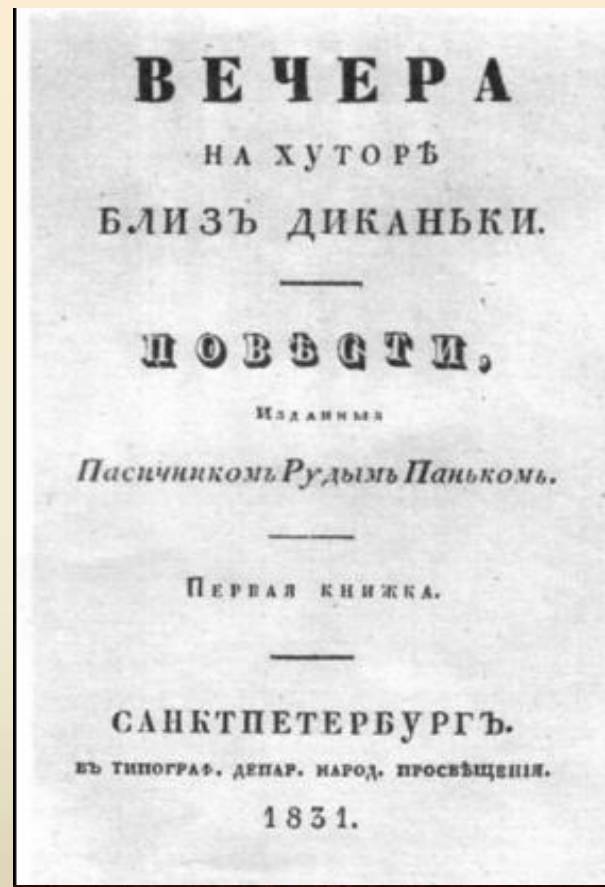 ВЕЧЕРА
НА ХУТОРѢ
БЛИЗЪ ДИКАНЬКИ.
ПОВѢСТИ,
Изданныя
Пасичникомъ Рудымъ Панькомъ.
Первая книжка.
САНКТПЕТЕРБУРГЪ.
ВЪ ТИПОГРАФ. ДЕПАР. НАРОД. ПРОСВѢЩЕНІЯ.
1831.